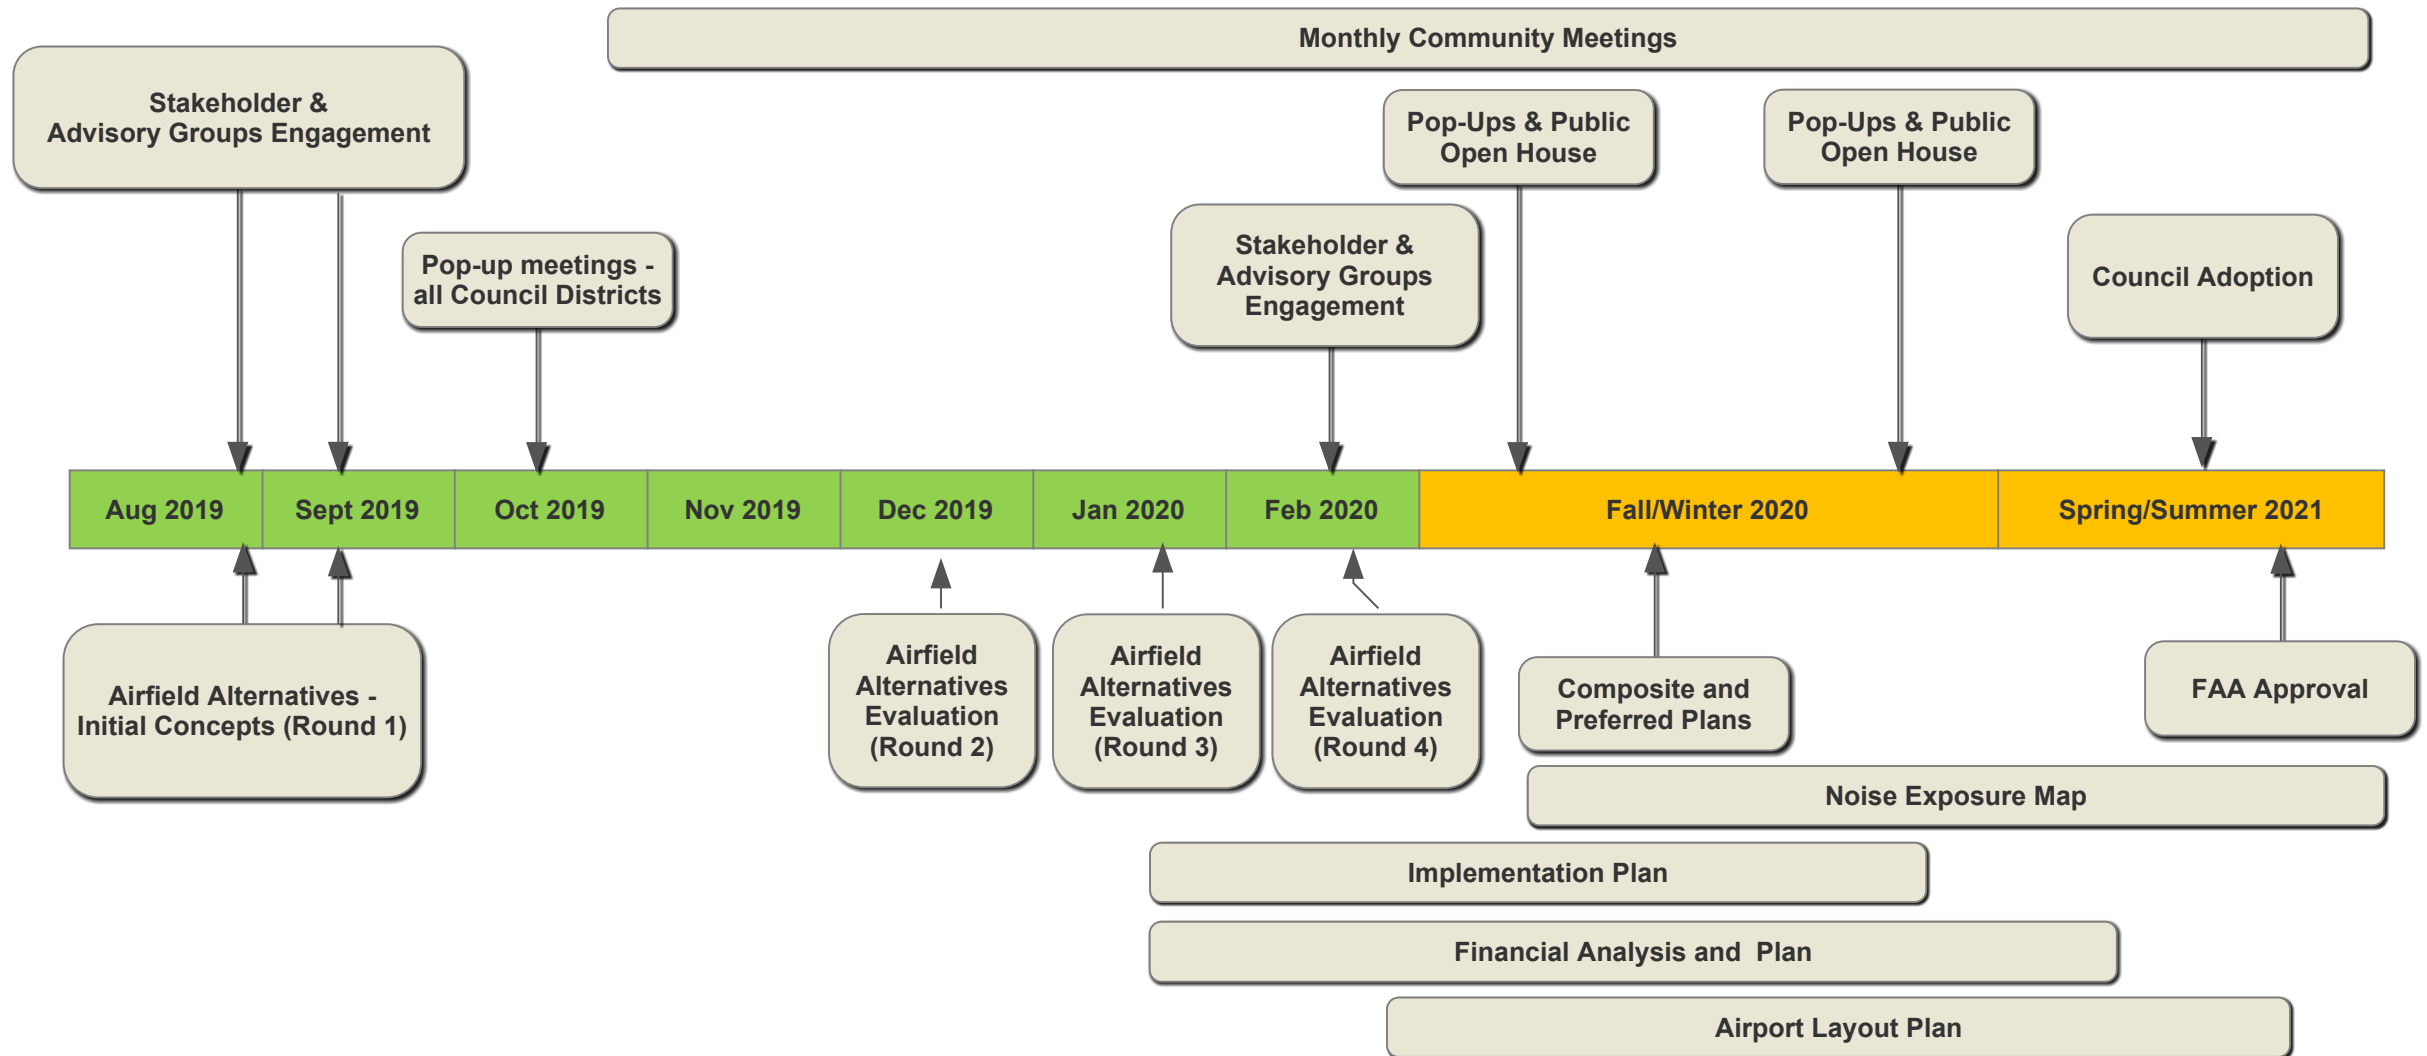 Monthly Community Meetings
Stakeholder &
Advisory Groups Engagement
Pop-Ups & Public
Open House
Pop-Ups & Public
Open House
Pop-up meetings -
all Council Districts
Stakeholder &
Advisory Groups
Engagement
Council Adoption
Aug 2019
Sept 2019
Oct 2019
Nov 2019
Dec 2019
Jan 2020
Feb 2020
Fall/Winter 2020
Spring/Summer 2021
Airfield Alternatives -
Initial Concepts (Round 1)
Airfield
Alternatives
Evaluation
(Round 2)
Airfield
Alternatives
Evaluation
(Round 3)
Airfield
Alternatives
Evaluation
(Round 4)
Composite and
Preferred Plans
FAA Approval
Noise Exposure Map
Implementation Plan
Financial Analysis and  Plan
Airport Layout Plan